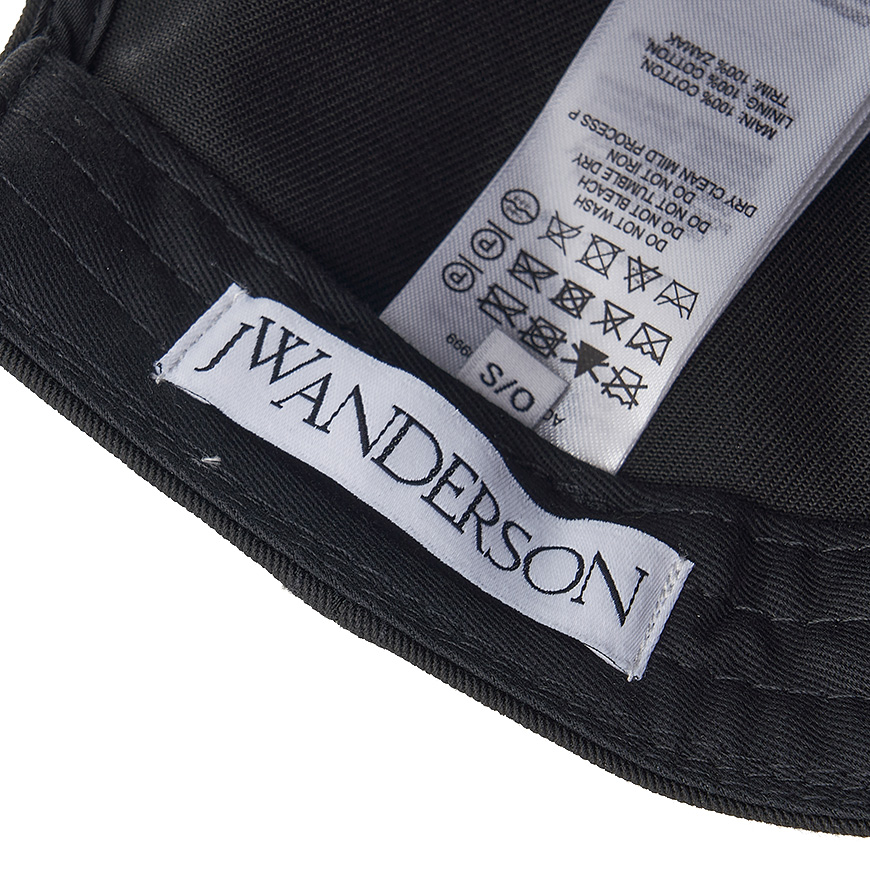 JWANDERSON
O/S
MAIN: 100% COTTON.
LINING: 100% COTTON.
TRIM: 100% ZAMAK
DO NOT WASH
DO NOT BLEACH
DO NOT TUMBLE DRY
DO NOT IRON
DRY CLEAN MILD PROCESS P
P
P